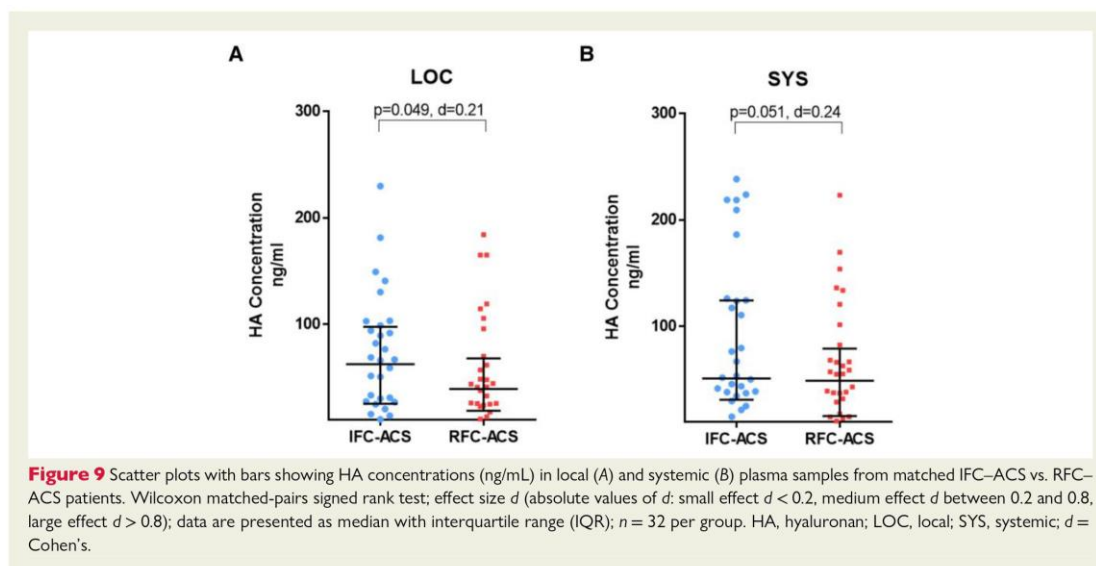 A
LOC
p=0.049, d=0.21
300
200
100
HA Concentration
ng/ml
IFC-ACS
RFC-ACS
B
SYS
p=0.051, d=0.24
300
200
100
HA Concentration
ng/ml
IFC-ACS
RFC-ACS
Figure 9 Scatter plots with bars showing HA concentrations (ng/mL) in local (A) and systemic (B) plasma samples from matched IFC–ACS vs. RFC–
ACS patients. Wilcoxon matched-pairs signed rank test; effect size d (absolute values of d: small effect d < 0.2, medium effect d between 0.2 and 0.8,
large effect d > 0.8); data are presented as median with interquartile range (IQR); n = 32 per group. HA, hyaluronan; LOC, local; SYS, systemic; d =
Cohen's.